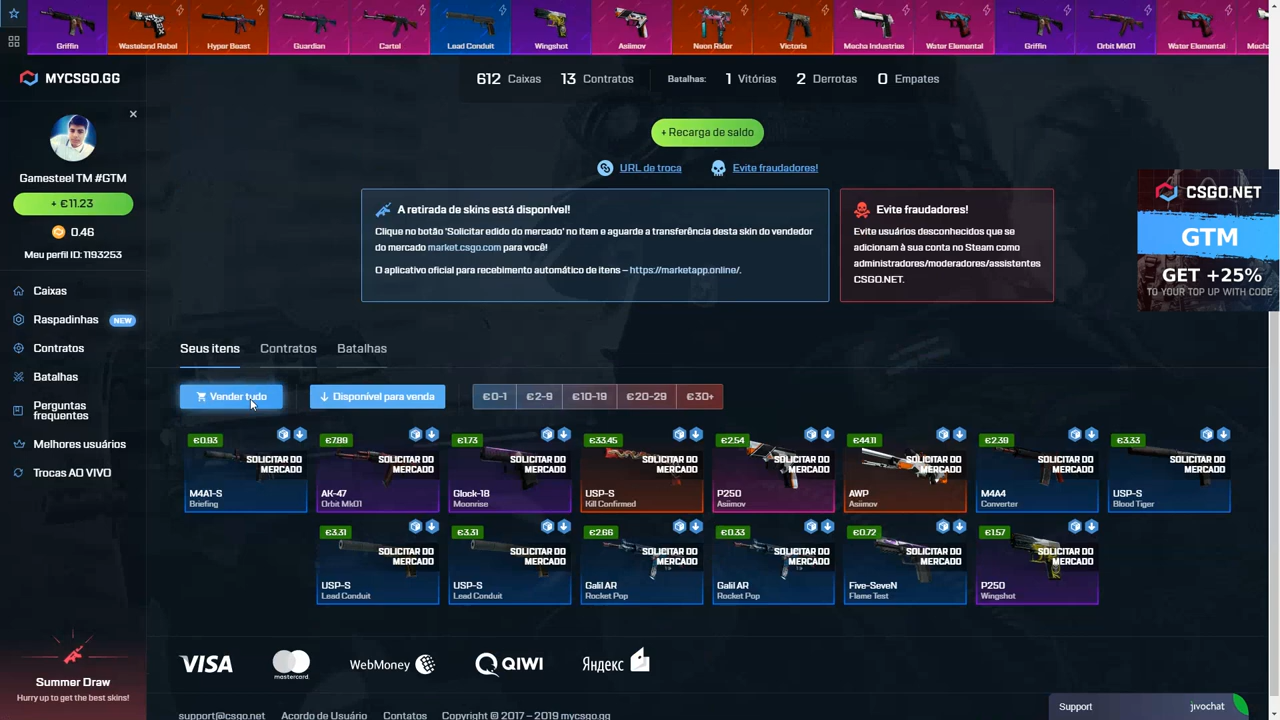 Griffin
Wasteland Rebel
Hyper Beast
Guardian
Cartel
Lead Conduit
Wingshot
Asiimov
Neon Rider
Victoria
Mecha Industries
Water Elemental
Griffin
Orbit Mk01
Water Elemental
Mecha
MYCSGO.GG
612 Caixas
13 Contratos
Batalhas:
1 Vitórias
2 Derrotas
0 Empates
+ Recarga de saldo
URL de troca
Evite fraudadores!
Gamesteel TM #GTM
+ €11.23
0.46
Meu perfil ID: 1193253
Caixas
Raspadinhas NEW
Contratos
Batalhas
Perguntas
frequentes
Melhores usuários
Trocas AO VIVO
Summer Draw
Hurry up to get the best skins!
A retirada de skins está disponível!
Clique no botão 'Solicitar edido do mercado' no item e aguarde a transferência desta skin do vendedor
do mercado market.csgo.com para você!
O aplicativo oficial para recebimento automático de itens – https://marketapp.online/.
Evite fraudadores!
Evite usuários desconhecidos que se
adicionam à sua conta no Steam como
administradores/moderadores/assistentes
CSGO.NET.
CSGO.NET
GTM
GET +25%
TO YOUR TOP UP WITH CODE
Seus itens
Contratos
Batalhas
Vender tudo
Disponível para venda
€0-1
€2-9
€10-19
€20-29
€30+
€0.93
SOLICITAR DO
MERCADO
M4A1-S
Briefing
€7.89
SOLICITAR DO
MERCADO
AK-47
Orbit Mk01
€1.73
SOLICITAR DO
MERCADO
Glock-18
Moonrise
€33.45
SOLICITAR DO
MERCADO
USP-S
Kill Confirmed
€2.54
SOLICITAR DO
MERCADO
P250
Asiimov
€44.11
SOLICITAR DO
MERCADO
AWP
Asiimov
€2.39
SOLICITAR DO
MERCADO
M4A4
Converter
€3.33
SOLICITAR DO
MERCADO
USP-S
Blood Tiger
€3.31
SOLICITAR DO
MERCADO
USP-S
Lead Conduit
€3.31
SOLICITAR DO
MERCADO
USP-S
Lead Conduit
€2.66
SOLICITAR DO
MERCADO
Galil AR
Rocket Pop
€0.33
SOLICITAR DO
MERCADO
Galil AR
Rocket Pop
€0.72
SOLICITAR DO
MERCADO
Five-SeveN
Flame Test
€1.57
SOLICITAR DO
MERCADO
P250
Wingshot
VISA
mastercard
WebMoney
QIWI
Яндекс
support@csgo.net
Acordo de Usuário
Contatos
Copyright © 2017 – 2019 mycsgo.gg
Support
jivochat